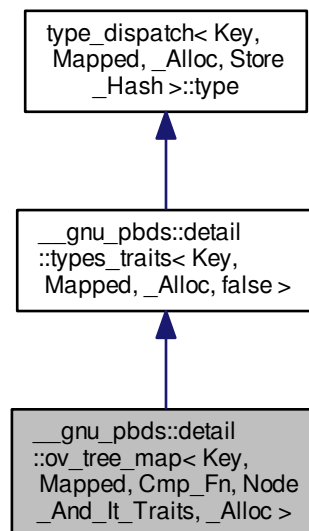 type_dispatch< Key,
Mapped, _Alloc, Store
_Hash >::type
__gnu_pbds::detail
::types_traits< Key,
Mapped, _Alloc, false >
__gnu_pbds::detail
::ov_tree_map< Key,
Mapped, Cmp_Fn, Node
_And_It_Traits, _Alloc >